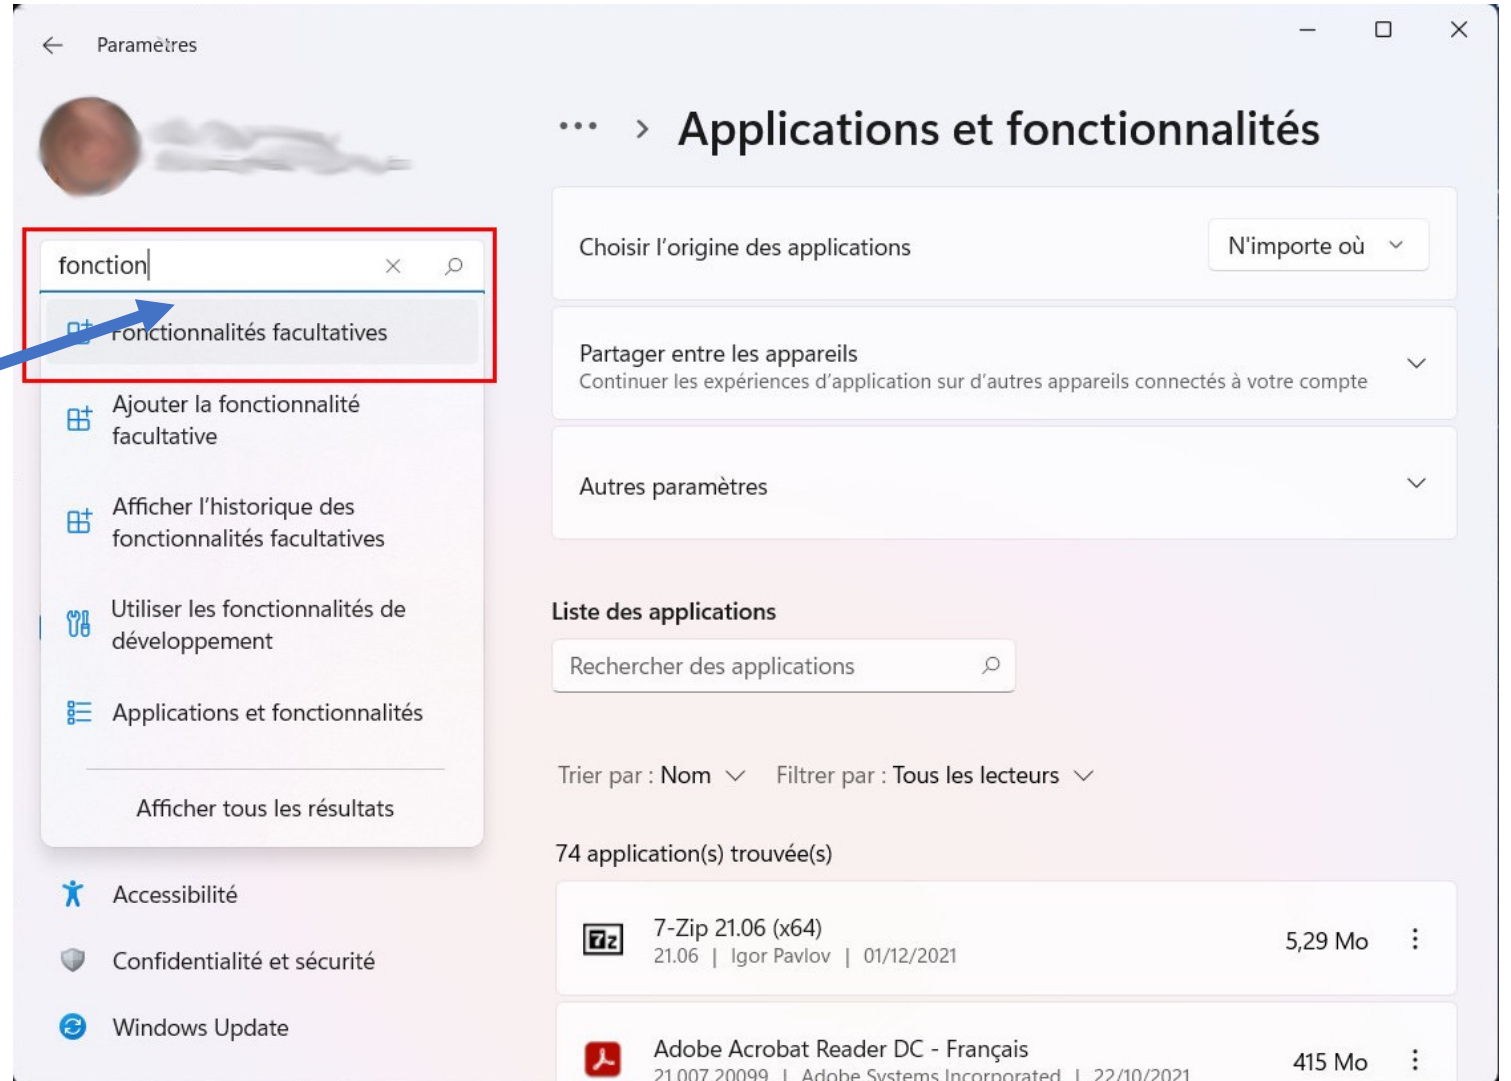 Paramètres
Applications et fonctionnalités
fonction
Fonctionnalités facultatives
Ajouter la fonctionnalité
facultative
Afficher l'historique des
fonctionnalités facultatives
Utiliser les fonctionnalités de
développement
Applications et fonctionnalités
Afficher tous les résultats
Accessibilité
Confidentialité et sécurité
Windows Update
Choisir l'origine des applications
N'importe où
Partager entre les appareils
Continuer les expériences d'application sur d'autres appareils connectés à votre compte
Autres paramètres
Liste des applications
Rechercher des applications
Trier par : Nom
Filtrer par : Tous les lecteurs
74 application(s) trouvée(s)
7-Zip 21.06 (x64)
21.06 | Igor Pavlov | 01/12/2021
5,29 Mo
Adobe Acrobat Reader DC - Français
21.007.20099 | Adobe Systems Incorporated | 22/10/2021
415 Mo